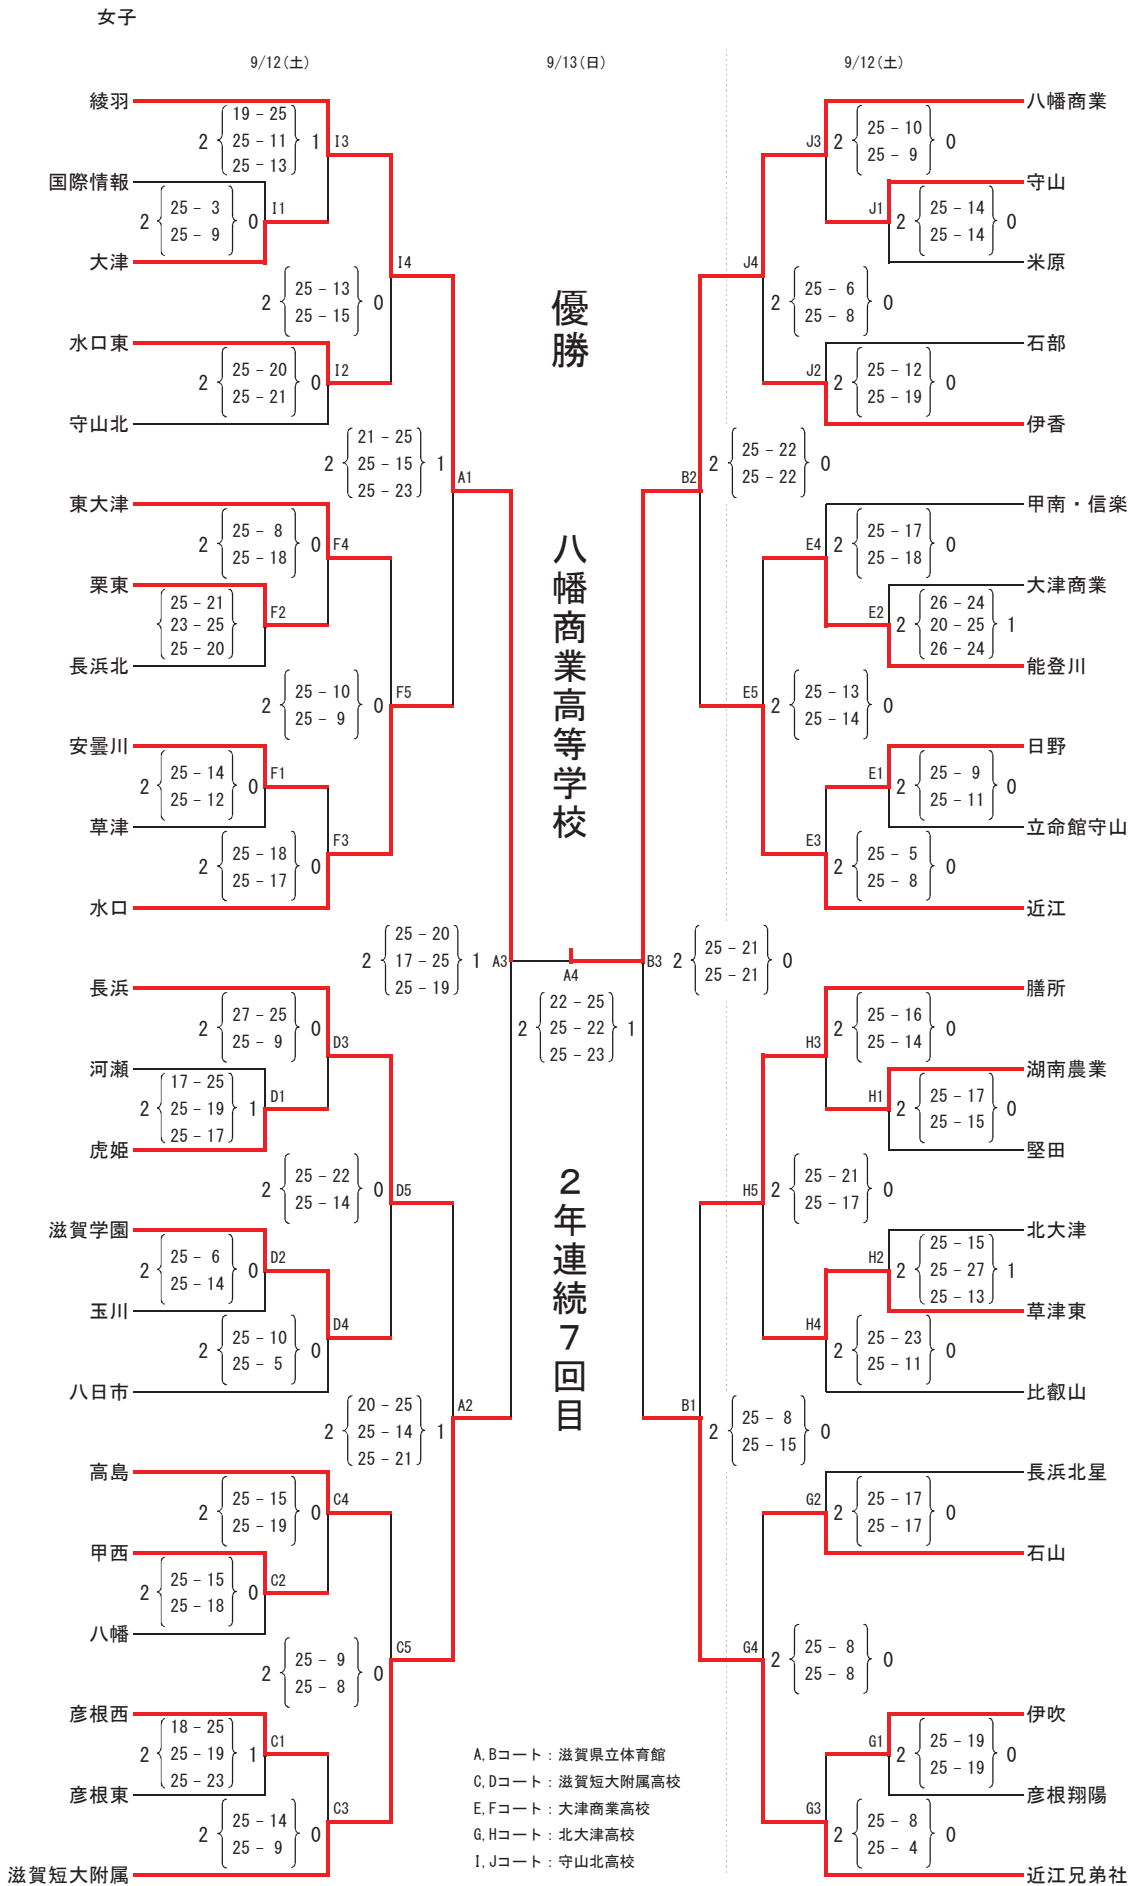 女子
9/12(土)
9/13(日)
9/12(土)
綾羽
2 19 - 25 1 I3
25 - 11
25 - 13
国際情報
2 25 - 3 0 I1
25 - 9
大津
I4
2 25 - 13 0
25 - 15
水口東
2 25 - 20 0 I2
25 - 21
守山北
2 21 - 25 1 A1
25 - 15
25 - 23
東大津
2 25 - 8 0 F4
25 - 18
栗東
25 - 21 F2
23 - 25
25 - 20
長浜北
2 25 - 10 0 F5
25 - 9
安曇川
2 25 - 14 0 F1
25 - 12
草津
2 25 - 18 0 F3
25 - 17
水口
2 25 - 20 1 A3
17 - 25
25 - 19
長浜
2 27 - 25 0 D3
25 - 9
河瀬
2 17 - 25 1 D1
25 - 19
25 - 17
虎姫
2 25 - 22 0 D5
25 - 14
滋賀学園
2 25 - 6 0 D2
25 - 14
玉川
2 25 - 10 0 D4
25 - 5
八日市
2 20 - 25 1 A2
25 - 14
25 - 21
高島
2 25 - 15 0 C4
25 - 19
甲西
2 25 - 15 0 C2
25 - 18
八幡
2 25 - 9 0 C5
25 - 8
彦根西
2 18 - 25 1 C1
25 - 19
25 - 23
彦根東
2 25 - 14 0 C3
25 - 9
滋賀短大附属
優勝
八幡商業高等学校
A4
2 22 - 25 1
25 - 22
25 - 23
2年連続7回目
A,Bコート：滋賀県立体育館
C,Dコート：滋賀短大附属高校
E,Fコート：大津商業高校
G,Hコート：北大津高校
I,Jコート：守山北高校
八幡商業
J3 2 25 - 10 0
25 - 9
守山
J1 2 25 - 14 0
25 - 14
米原
J4
2 25 - 6 0
25 - 8
石部
J2 2 25 - 12 0
25 - 19
伊香
B2 2 25 - 22 0
25 - 22
甲南・信楽
E4 2 25 - 17 0
25 - 18
大津商業
E2 2 26 - 24 1
20 - 25
26 - 24
能登川
E5 2 25 - 13 0
25 - 14
日野
E1 2 25 - 9 0
25 - 11
立命館守山
E3 2 25 - 5 0
25 - 8
近江
B3 2 25 - 21 0
25 - 21
膳所
H3 2 25 - 16 0
25 - 14
湖南農業
H1 2 25 - 17 0
25 - 15
堅田
H5 2 25 - 21 0
25 - 17
北大津
H2 2 25 - 15 1
25 - 27
25 - 13
草津東
H4 2 25 - 23 0
25 - 11
比叡山
B1 2 25 - 8 0
25 - 15
長浜北星
G2 2 25 - 17 0
25 - 17
石山
G4 2 25 - 8 0
25 - 8
伊吹
G1 2 25 - 19 0
25 - 19
彦根翔陽
G3 2 25 - 8 0
25 - 4
近江兄弟社